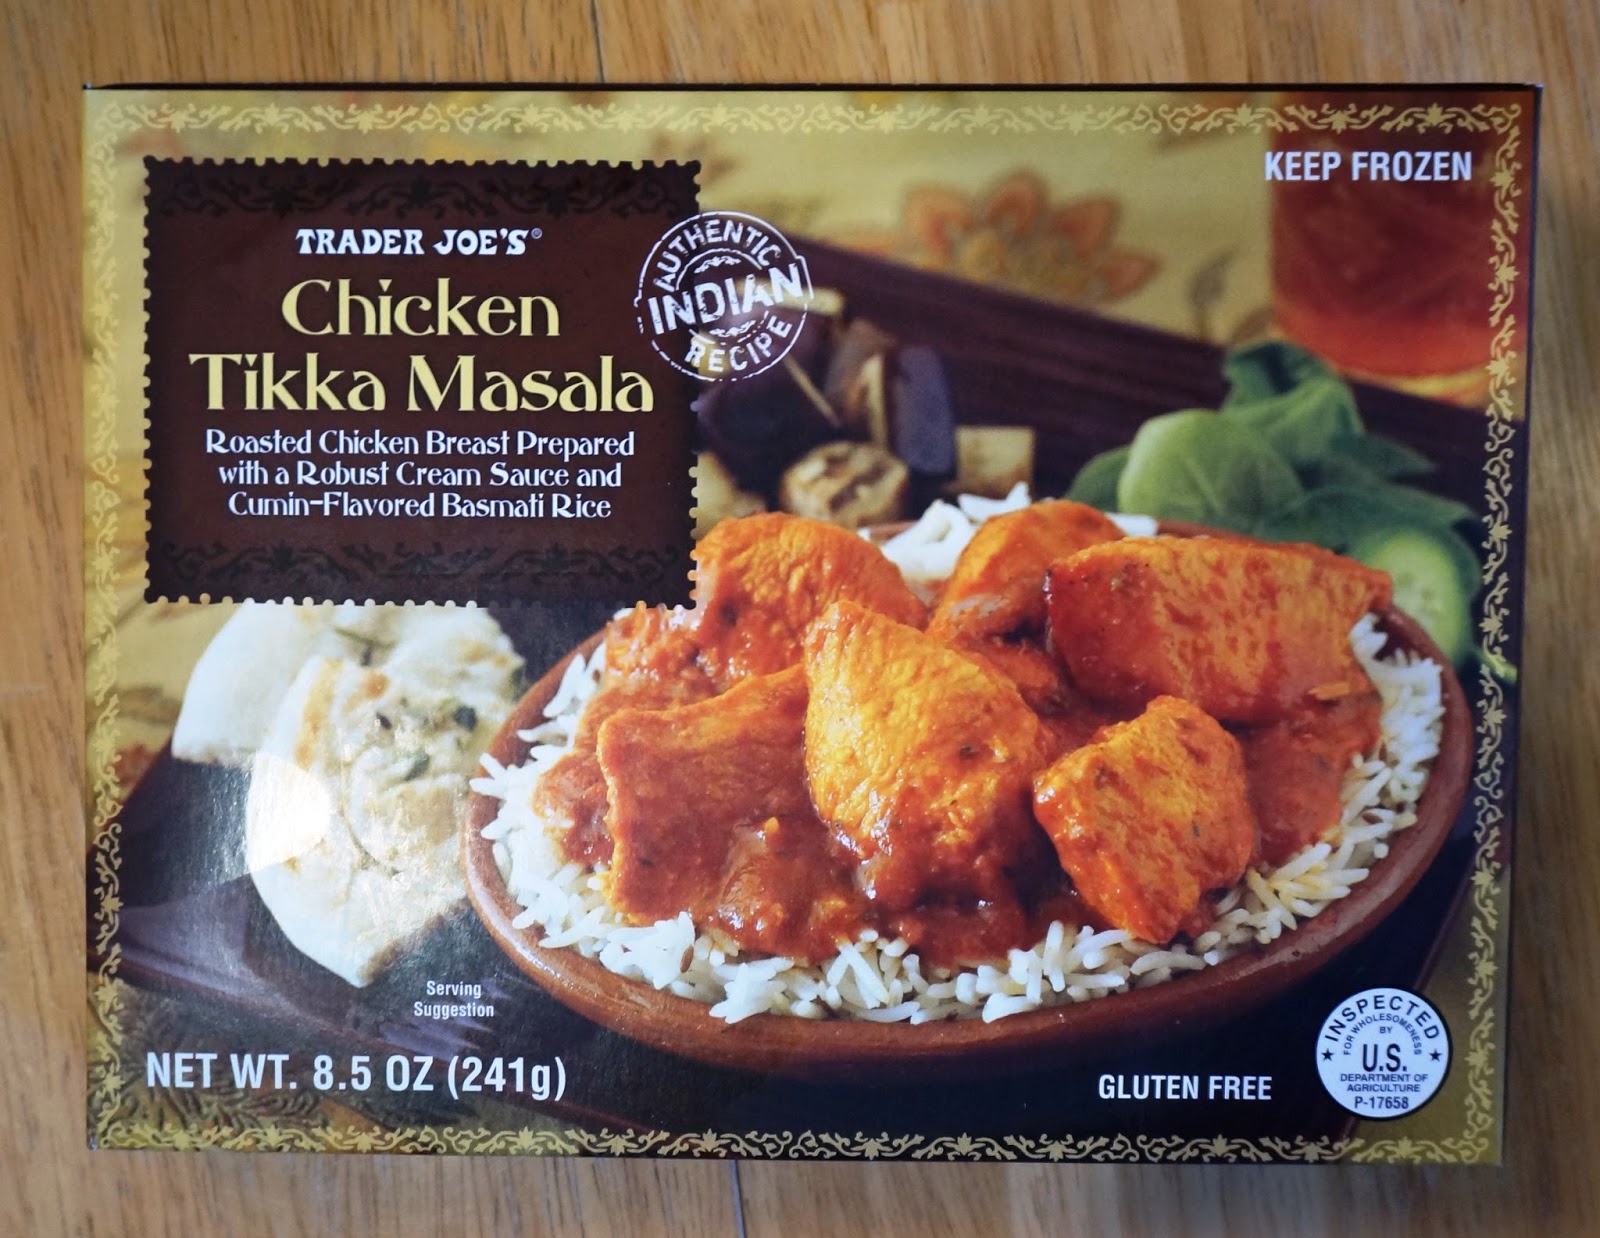 KEEP FROZEN
TRADER JOE'S®
Chicken
Tikka Masala
Roasted Chicken Breast Prepared
with a Robust Cream Sauce and
Cumin-Flavored Basmati Rice
AUTHENTIC
INDIAN
RECIPE
Serving
Suggestion
NET WT. 8.5 OZ (241g)
GLUTEN FREE
INSPECTED
FOR WHOLESOMENESS
BY
U.S.
DEPARTMENT OF
AGRICULTURE
P-17658